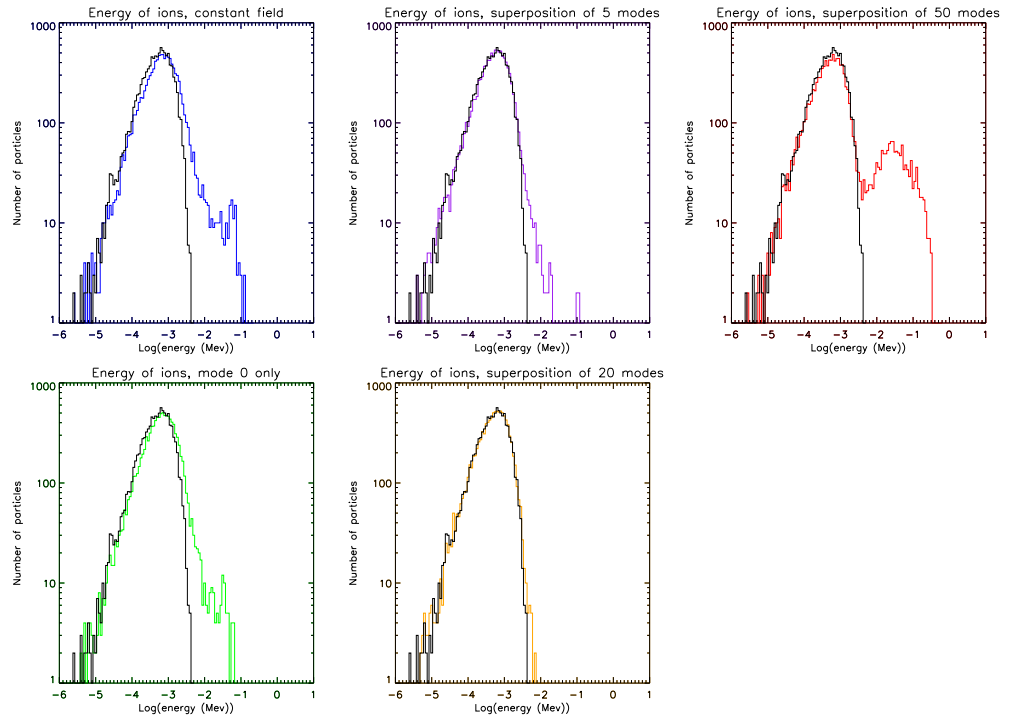 Energy of ions, constant field
1000
100
10
1
Number of particles
-6 -5 -4 -3 -2 -1 0 1
Log(energy (Mev))
Energy of ions, superposition of 5 modes
1000
100
10
1
Number of particles
-6 -5 -4 -3 -2 -1 0 1
Log(energy (Mev))
Energy of ions, superposition of 50 modes
1000
100
10
1
Number of particles
-6 -5 -4 -3 -2 -1 0 1
Log(energy (Mev))
Energy of ions, mode 0 only
1000
100
10
1
Number of particles
-6 -5 -4 -3 -2 -1 0 1
Log(energy (Mev))
Energy of ions, superposition of 20 modes
1000
100
10
1
Number of particles
-6 -5 -4 -3 -2 -1 0 1
Log(energy (Mev))